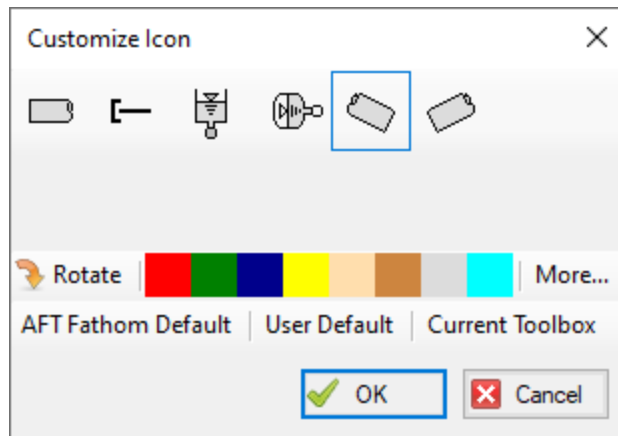 Customize Icon
Rotate More...
AFT Fathom Default User Default Current Toolbox
OK Cancel